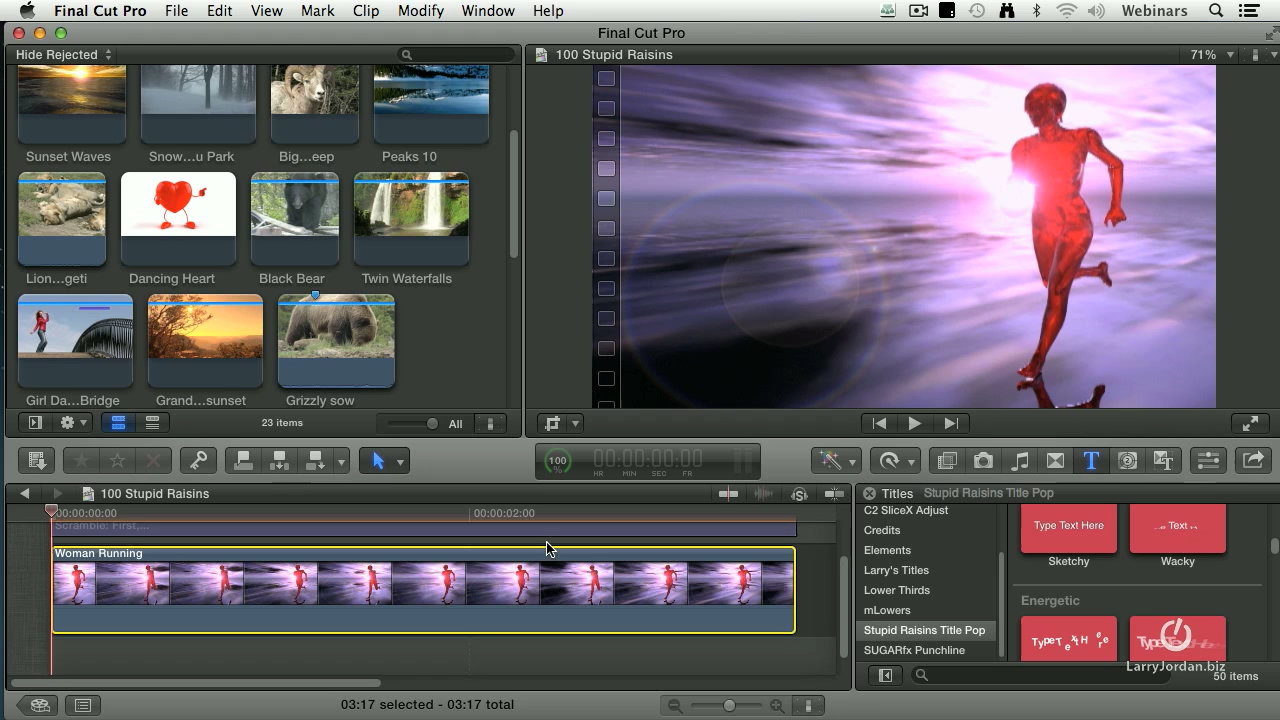 Final Cut Pro File Edit View Mark Clip Modify Window Help Webinars
Final Cut Pro
Hide Rejected
100 Stupid Raisins 71%
Sunset Waves Snow...u Park Big...eep Peaks 10
Lion...geti Dancing Heart Black Bear Twin Waterfalls
Girl Da...Bridge Grand...sunset Grizzly sow
23 items All
100 % 00:00:00:00
HR MIN SEC FR
100 Stupid Raisins
00:00:00:00 00:00:02:00
Scramble: First,...
Woman Running
Titles Stupid Raisins Title Pop
C2 SliceX Adjust
Credits
Elements
Larry's Titles
Lower Thirds
mLowers
Stupid Raisins Title Pop
SUGARfx Punchline
Type Text Here Text
Sketchy Wacky
Energetic
TypeTextHere
LarryJordan.biz
50 items
03:17 selected - 03:17 total